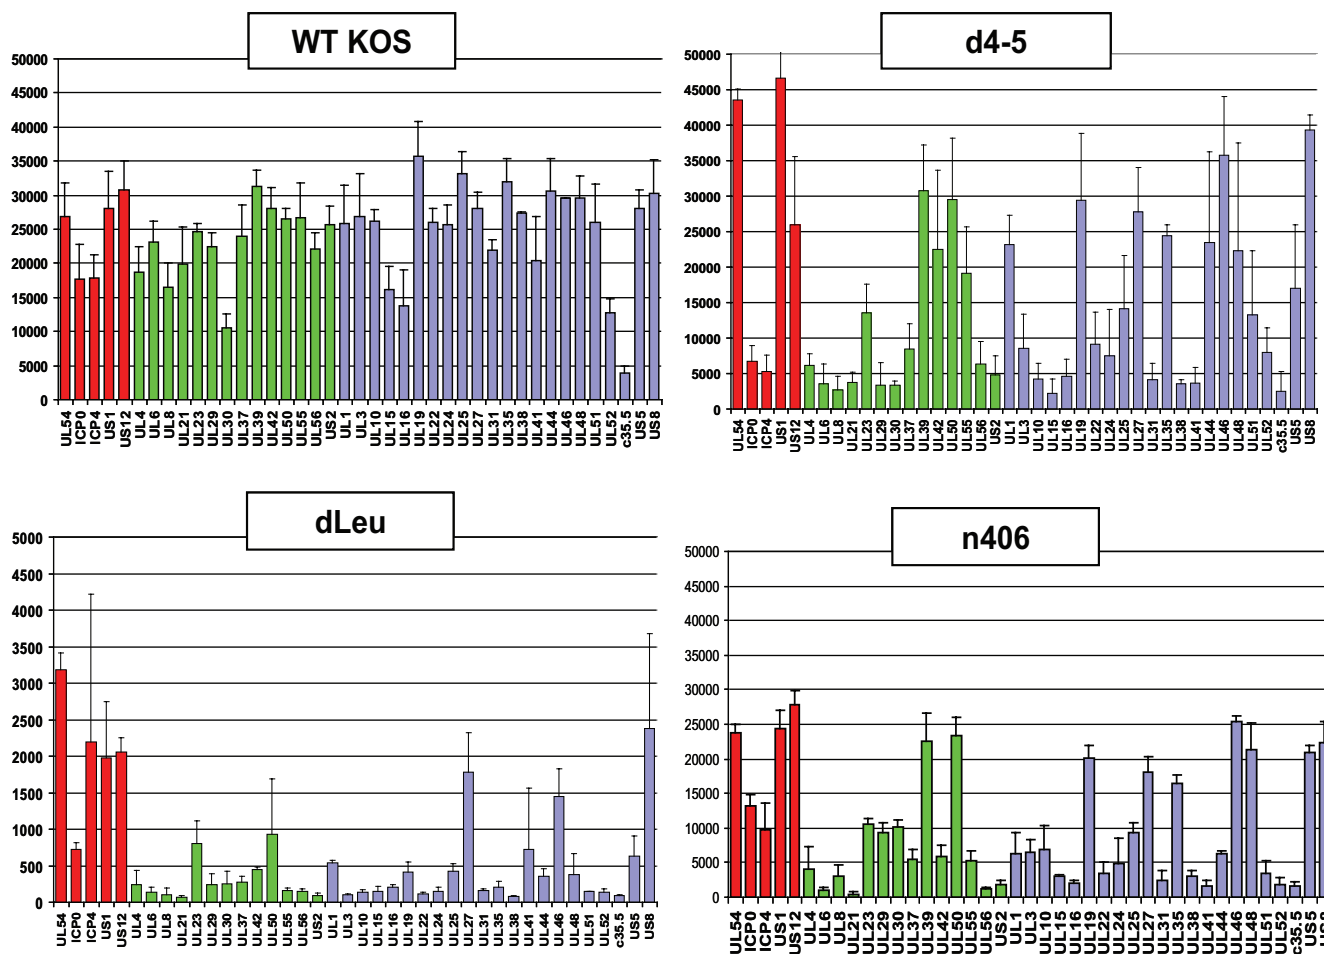 WT KOS
50000
45000
40000
35000
30000
25000
20000
15000
10000
5000
0
UL54
ICP0
ICP4
US1
US12
UL4
UL6
UL8
UL21
UL23
UL29
UL30
UL37
UL39
UL42
UL50
UL55
UL56
US2
UL1
UL3
UL10
UL15
UL16
UL19
UL22
UL24
UL25
UL27
UL31
UL35
UL38
UL41
UL44
UL46
UL48
UL51
UL52
c35.5
US5
US8
d4-5
50000
45000
40000
35000
30000
25000
20000
15000
10000
5000
0
UL54
ICP0
ICP4
US1
US12
UL4
UL6
UL8
UL21
UL23
UL29
UL30
UL37
UL39
UL42
UL50
UL55
UL56
US2
UL1
UL3
UL10
UL15
UL16
UL19
UL22
UL24
UL25
UL27
UL31
UL35
UL38
UL41
UL44
UL46
UL48
UL51
UL52
c35.5
US5
US8
dLeu
5000
4500
4000
3500
3000
2500
2000
1500
1000
500
0
UL54
ICP0
ICP4
US1
US12
UL4
UL6
UL8
UL21
UL23
UL29
UL30
UL37
UL42
UL50
UL55
UL56
US2
UL1
UL3
UL10
UL15
UL16
UL19
UL22
UL24
UL25
UL27
UL31
UL35
UL38
UL41
UL44
UL46
UL48
UL51
UL52
c35.5
US5
US8
n406
50000
45000
40000
35000
30000
25000
20000
15000
10000
5000
0
UL54
ICP0
ICP4
US1
US12
UL4
UL6
UL8
UL21
UL23
UL29
UL30
UL37
UL39
UL42
UL50
UL55
UL56
US2
UL1
UL3
UL10
UL15
UL16
UL19
UL22
UL24
UL25
UL27
UL31
UL35
UL38
UL41
UL44
UL46
UL48
UL51
UL52
c35.5
US5
US8